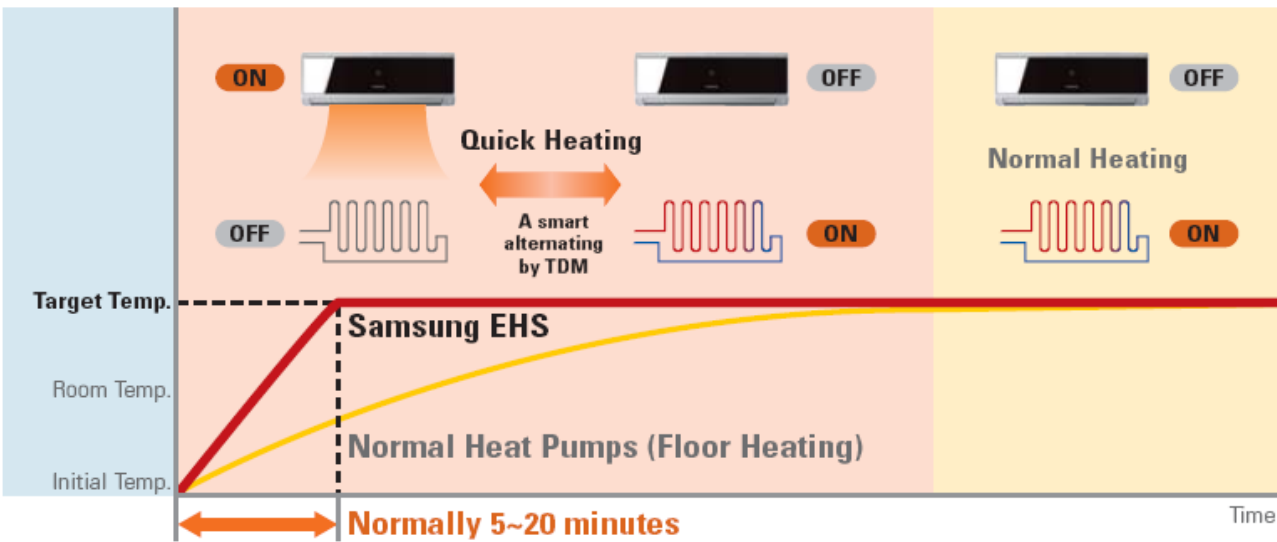 ON
OFF
OFF
Quick Heating
Normal Heating
OFF
A smart
alternating
by TDM
ON
ON
Target Temp.
Samsung EHS
Room Temp.
Normal Heat Pumps (Floor Heating)
Initial Temp.
Normally 5~20 minutes
Time